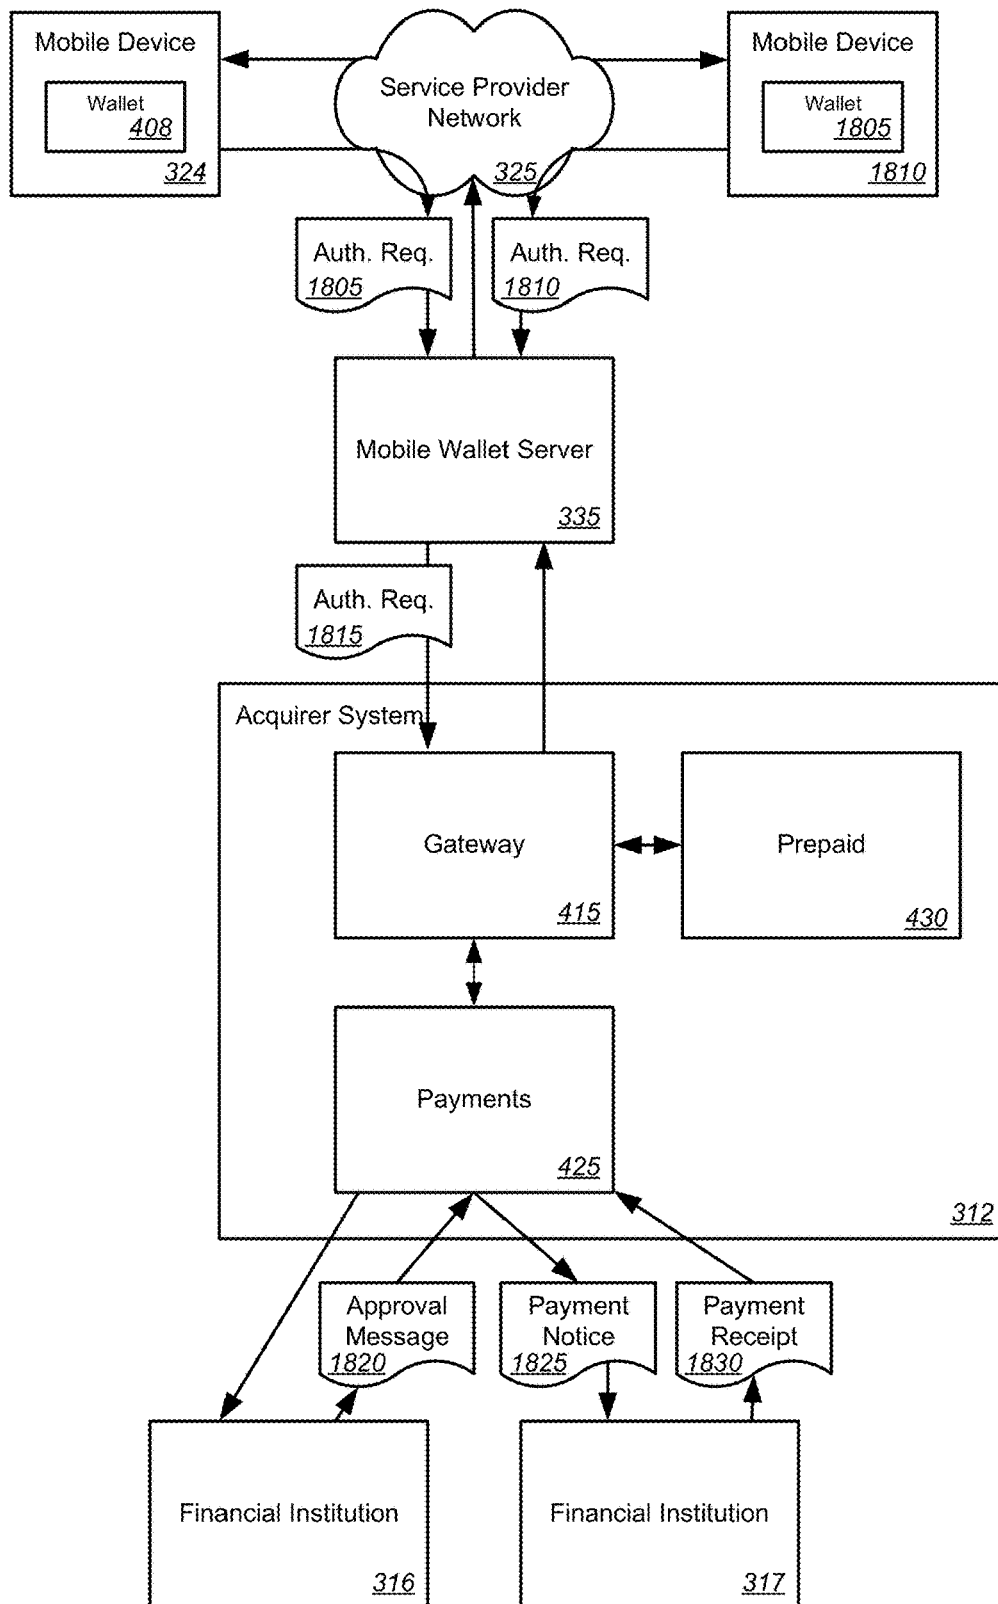 Mobile Device
Wallet
408
324
Service Provider
Network
325
Mobile Device
Wallet
1805
1810
Auth. Req.
1805
Auth. Req.
1810
Mobile Wallet Server
335
Auth. Req.
1815
Acquirer System
Gateway
415
Prepaid
430
Payments
425
312
Approval
Message
1820
Payment
Notice
1825
Payment
Receipt
1830
Financial Institution
316
Financial Institution
317